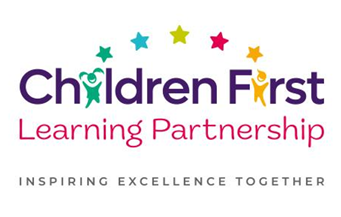 Children First
Learning Partnership
INSPIRING EXCELLENCE TOGETHER